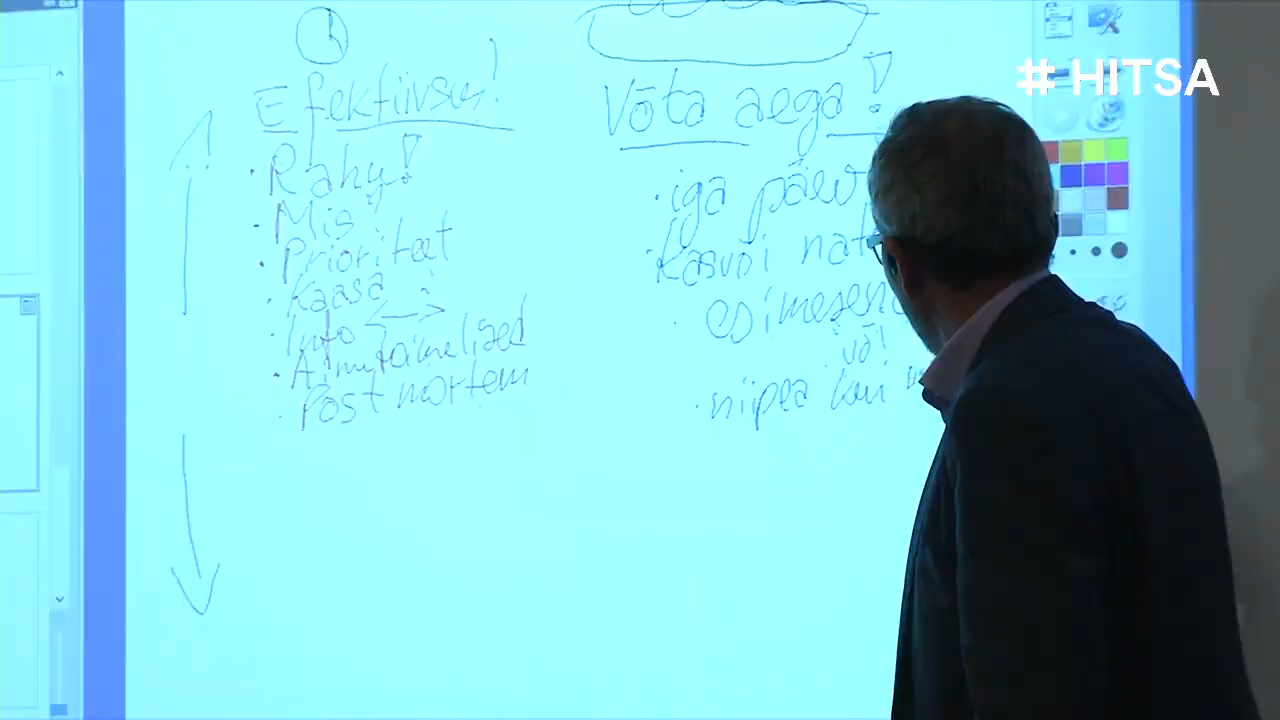 # HITSA
Efektiivsus!
· Rahu!
· Mis
· Prioriteet
· Kaasa
· Info <-->
· Post mortem
Võta aega!
· iga päev
· Kasvõi nat
· esimesena
või
· niipea kui